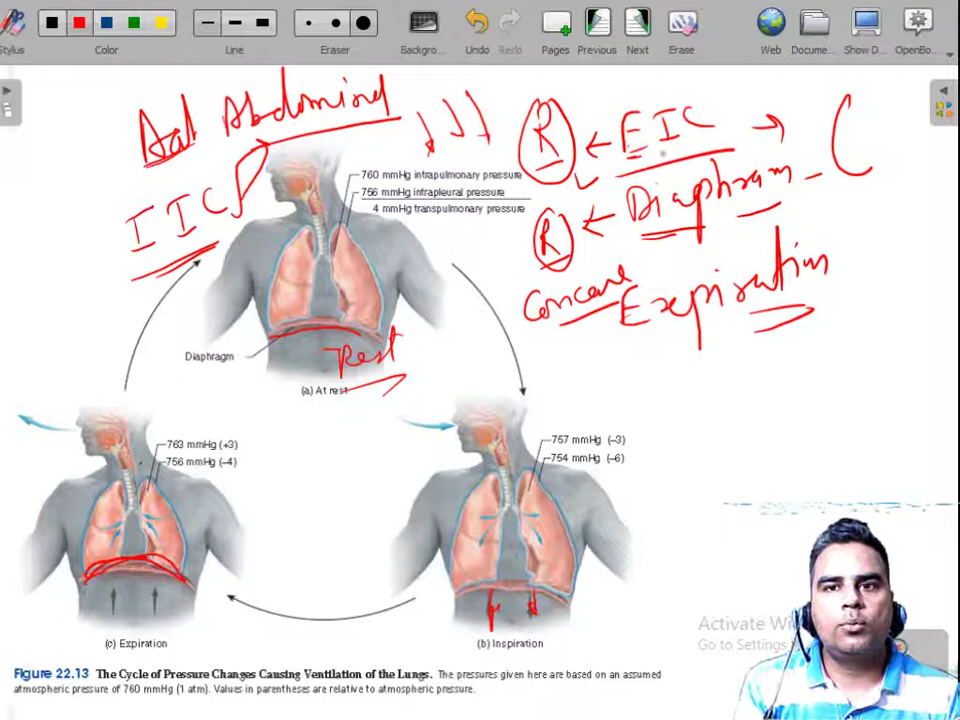 Stylus
Color
Line
Eraser
Backgro...
Undo
Redo
Pages
Previous
Next
Erase
Web
Docume...
Show D...
OpenBo...
Abdominal
R ← EIC → (
IIC
760 mmHg intrapulmonary pressure
756 mmHg intrapleural pressure
4 mmHg transpulmonary pressure
Diaphram
R ←
Concave
Expiration
Diaphragm
Rest
(a) At rest
763 mmHg (+3)
756 mmHg (–4)
757 mmHg (–3)
754 mmHg (–6)
(c) Expiration
(b) Inspiration
Activate Wi
Go to Settings
Figure 22.13 The Cycle of Pressure Changes Causing Ventilation of the Lungs. The pressures given here are based on an assumed
atmospheric pressure of 760 mmHg (1 atm). Values in parentheses are relative to atmospheric pressure.